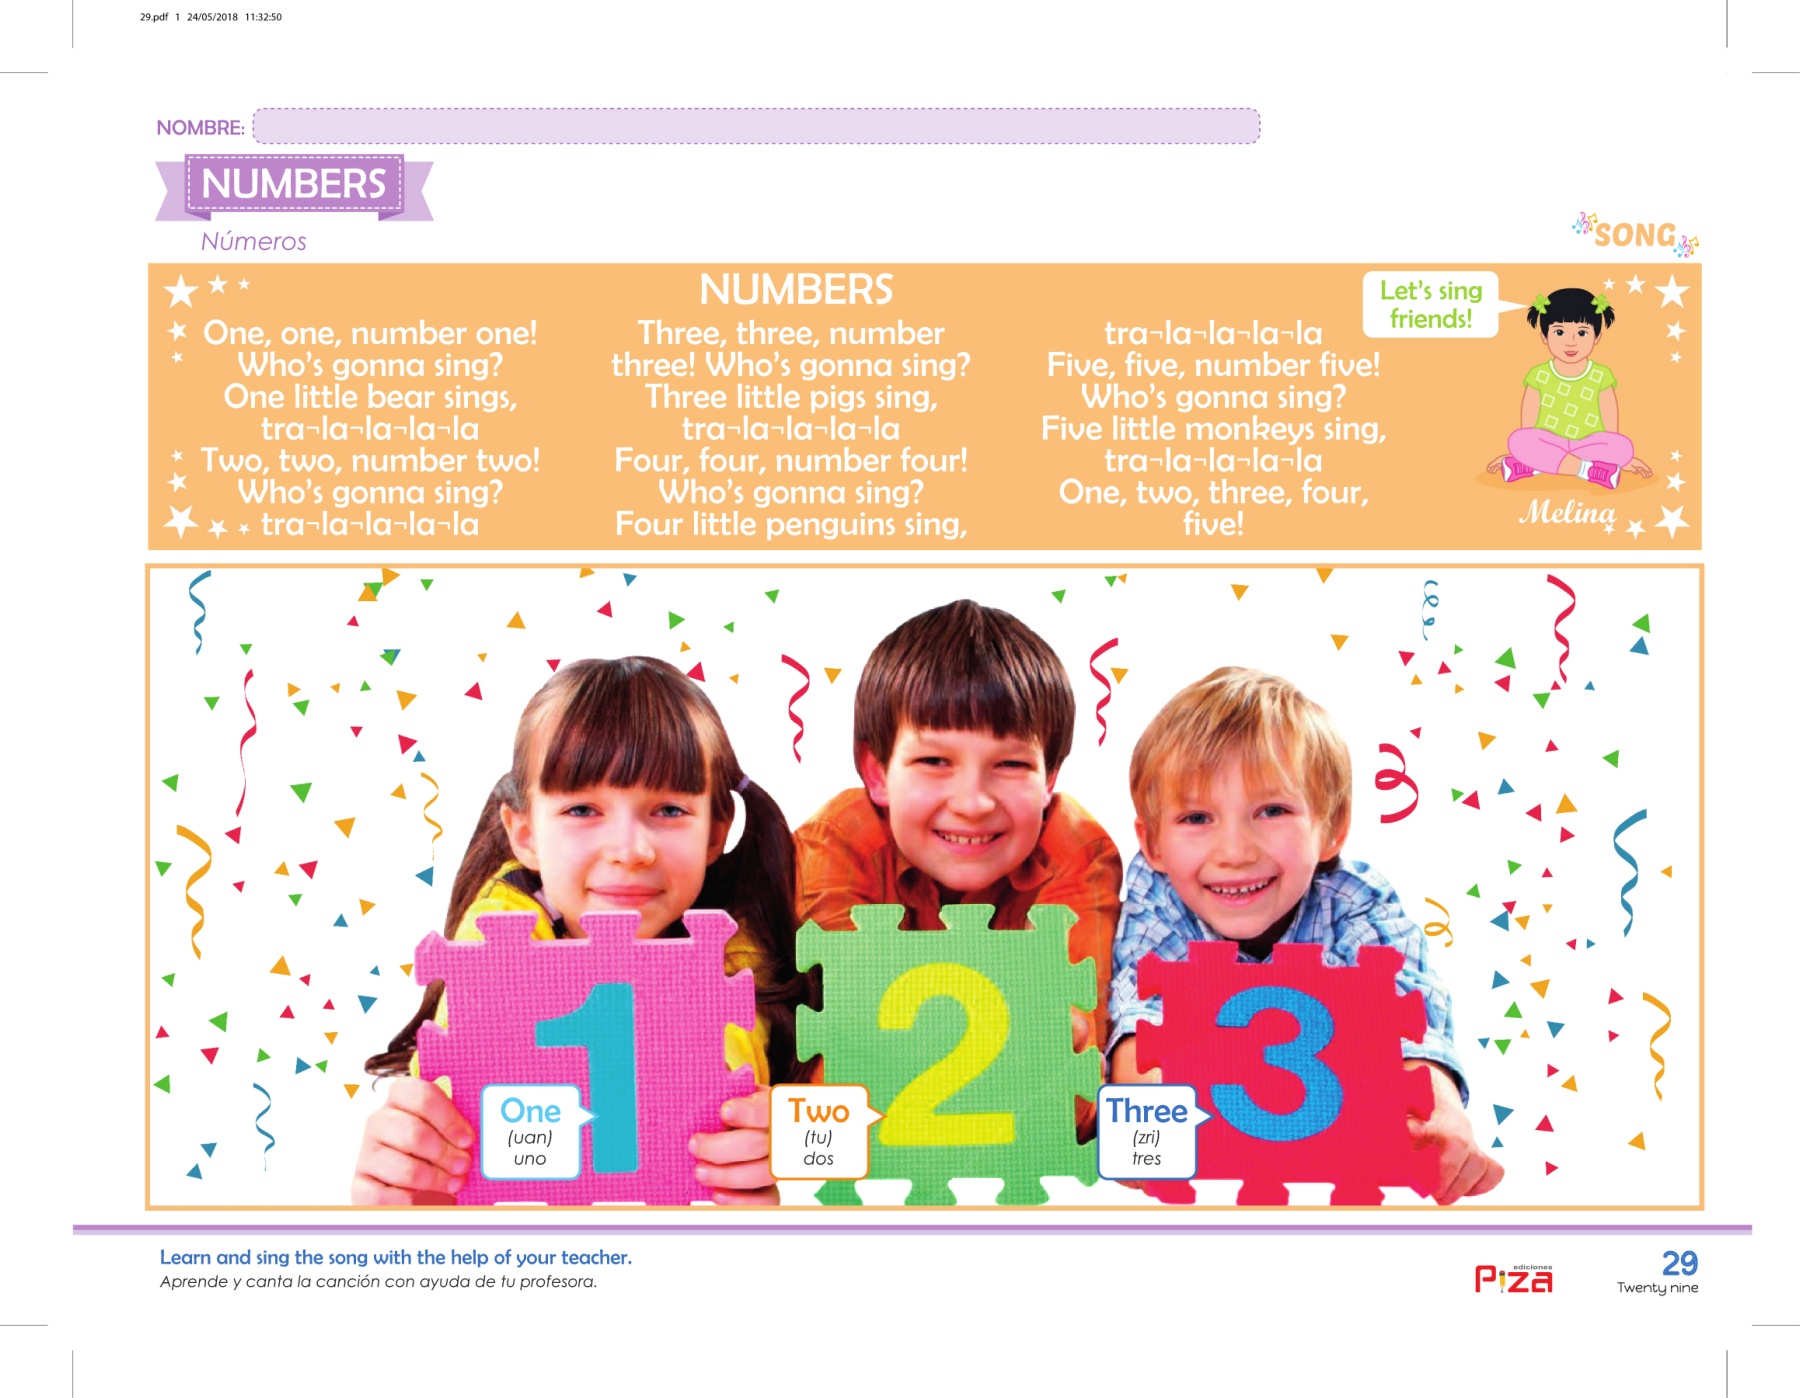 29.pdf 1 24/05/2018 11:32:50
NOMBRE:
NUMBERS
Números
SONG
NUMBERS
One, one, number one!
Who's gonna sing?
One little bear sings,
tra¬la¬la¬la¬la
Two, two, number two!
Who's gonna sing?
tra¬la¬la¬la¬la
Three, three, number
three! Who's gonna sing?
Three little pigs sing,
tra¬la¬la¬la¬la
Four, four, number four!
Who's gonna sing?
Four little penguins sing,
tra¬la¬la¬la¬la
Five, five, number five!
Who's gonna sing?
Five little monkeys sing,
tra¬la¬la¬la¬la
One, two, three, four,
five!
Let's sing
friends!
Melina
1
2
3
One
(uan)
uno
Two
(tu)
dos
Three
(zri)
tres
Learn and sing the song with the help of your teacher.
Aprende y canta la canción con ayuda de tu profesora.
ediciones
Piza
29
Twenty nine